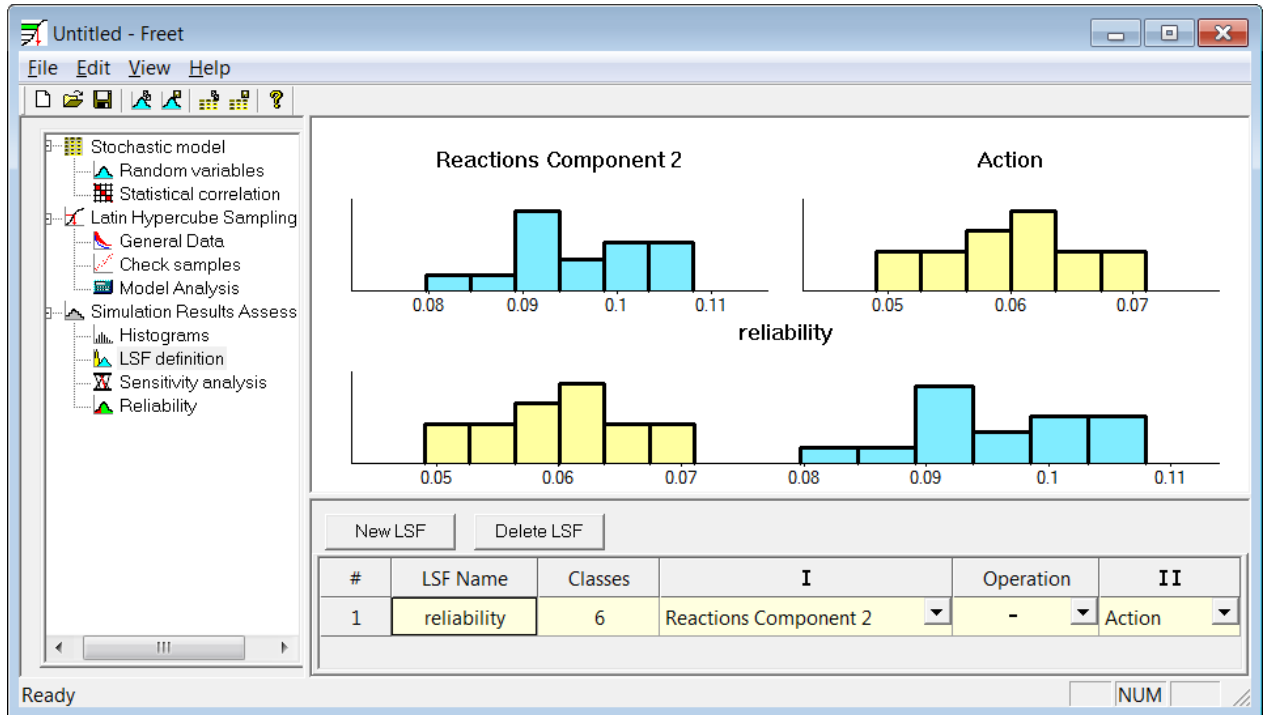 Untitled - Freet
File Edit View Help
Stochastic model
Random variables
Statistical correlation
Latin Hypercube Sampling
General Data
Check samples
Model Analysis
Simulation Results Assess
Histograms
LSF definition
Sensitivity analysis
Reliability
Reactions Component 2
Action
0.08 0.09 0.1 0.11
0.05 0.06 0.07
reliability
0.05 0.06 0.07 0.08 0.09 0.1 0.11
New LSF Delete LSF
# LSF Name Classes I Operation II
1 reliability 6 Reactions Component 2 - Action
Ready NUM